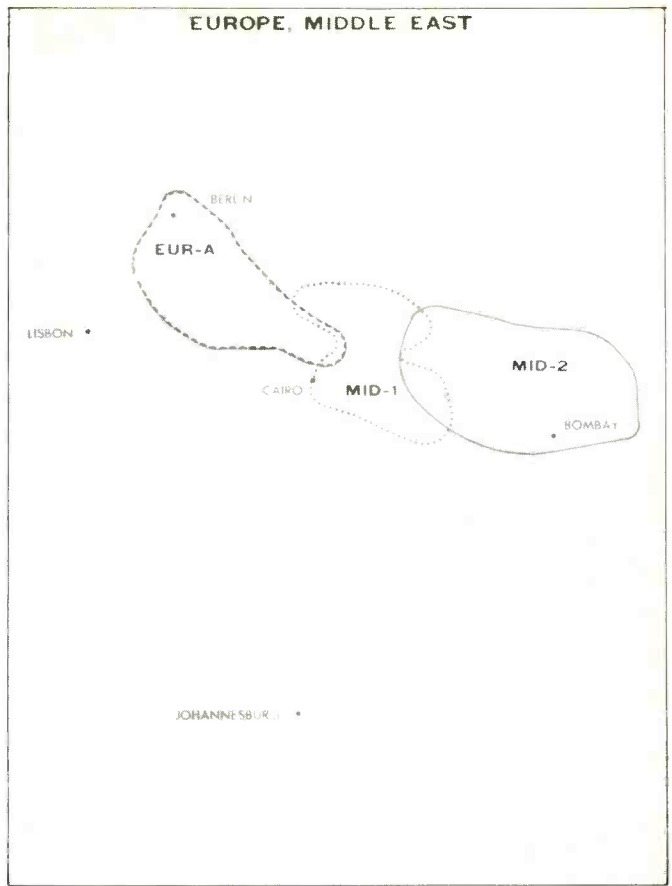 EUROPE, MIDDLE EAST
BERLIN
EUR-A
LISBON
MID-2
CAIRO
MID-1
BOMBAY
JOHANNESBURG